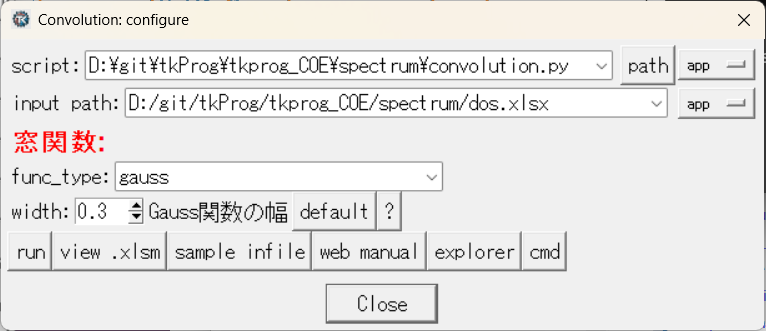 Convolution: configure
script: D:¥git¥tkProg¥tkprog_COE¥spectrum¥convolution.py path app
input path: D:/git/tkProg/tkprog_COE/spectrum/dos.xlsx app
窓関数:
func_type: gauss
width: 0.3 Gauss関数の幅 default ?
run view .xlsm sample infile web manual explorer cmd
Close